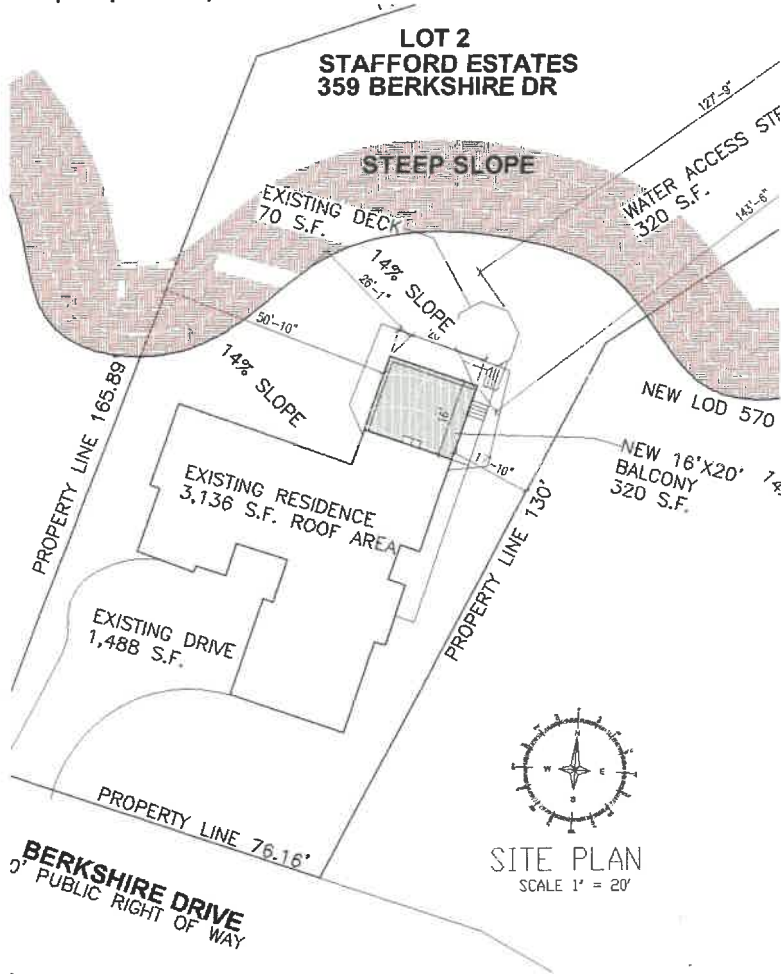 LOT 2
STAFFORD ESTATES
359 BERKSHIRE DR
127'-9"
STEEP SLOPE
WATER ACCESS
320 S.F.
143'-6"
EXISTING DECK
70 S.F.
14% SLOPE
26'-1"
50'-10"
14% SLOPE
20'
16'
NEW LOD 570
NEW 16'X20'
BALCONY
320 S.F.
PROPERTY LINE 165.89
EXISTING RESIDENCE
3,136 S.F. ROOF AREA
PROPERTY LINE 130'
EXISTING DRIVE
1,488 S.F.
N
W
E
S
PROPERTY LINE 76.16'
SITE PLAN
SCALE 1" = 20'
BERKSHIRE DRIVE
0' PUBLIC RIGHT OF WAY